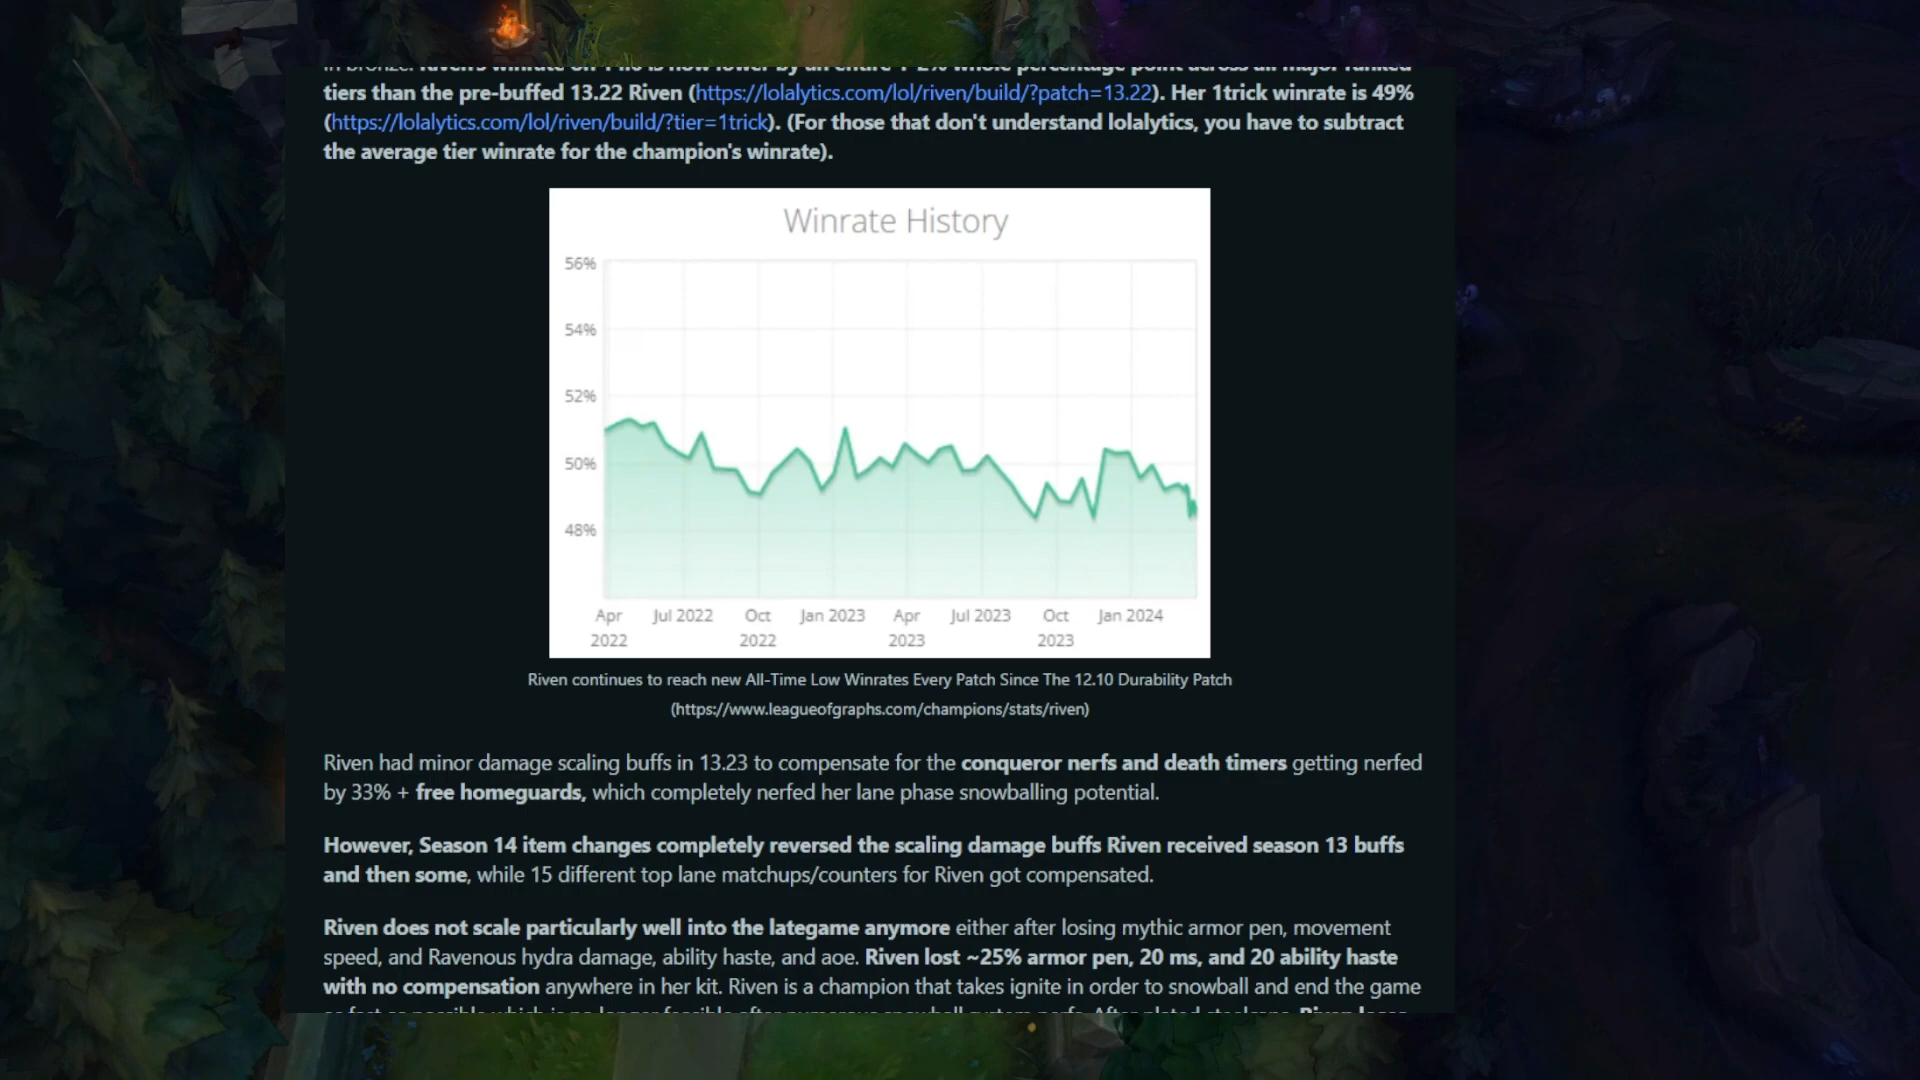 tiers than the pre-buffed 13.22 Riven (https://lolalytics.com/lol/riven/build/?patch=13.22). Her 1trick winrate is 49%
(https://lolalytics.com/lol/riven/build/?tier=1trick). (For those that don't understand lolalytics, you have to subtract
the average tier winrate for the champion's winrate).
Winrate History
56%
54%
52%
50%
48%
Apr 2022
Jul 2022
Oct 2022
Jan 2023
Apr 2023
Jul 2023
Oct 2023
Jan 2024
Riven continues to reach new All-Time Low Winrates Every Patch Since The 12.10 Durability Patch
(https://www.leagueofgraphs.com/champions/stats/riven)
Riven had minor damage scaling buffs in 13.23 to compensate for the conqueror nerfs and death timers getting nerfed
by 33% + free homeguards, which completely nerfed her lane phase snowballing potential.
However, Season 14 item changes completely reversed the scaling damage buffs Riven received season 13 buffs
and then some, while 15 different top lane matchups/counters for Riven got compensated.
Riven does not scale particularly well into the lategame anymore either after losing mythic armor pen, movement
speed, and Ravenous hydra damage, ability haste, and aoe. Riven lost ~25% armor pen, 20 ms, and 20 ability haste
with no compensation anywhere in her kit. Riven is a champion that takes ignite in order to snowball and end the game